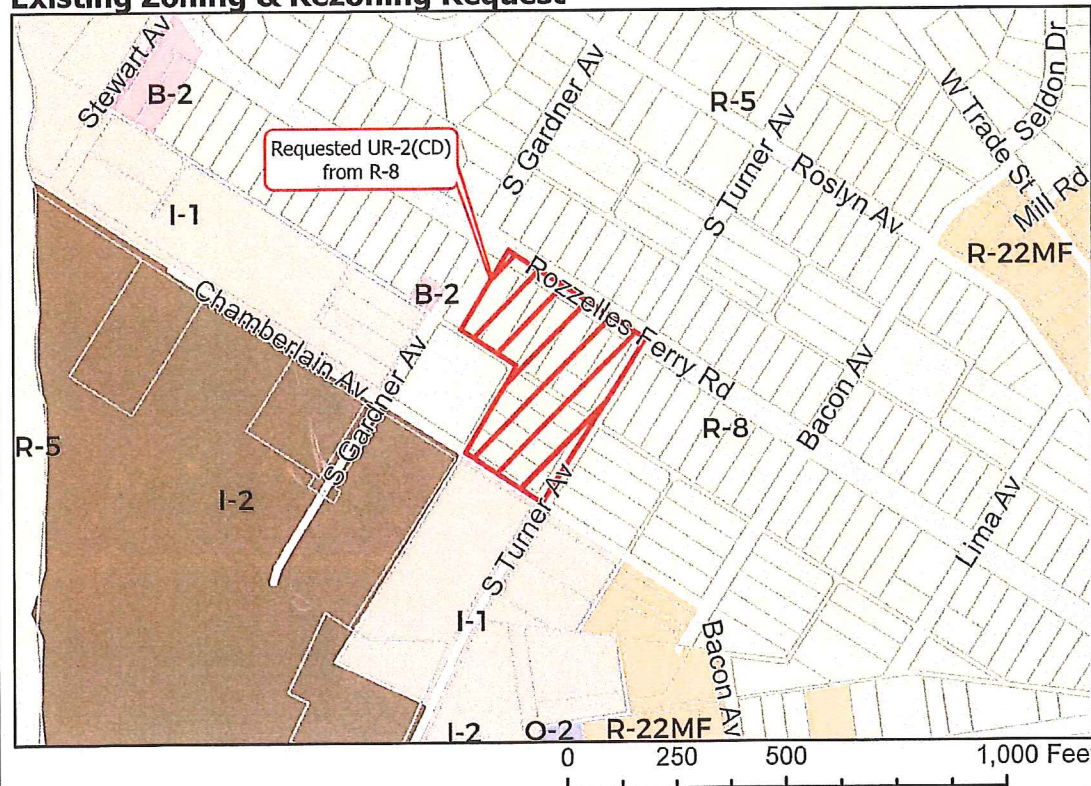 Existing Zoning & Rezoning Request
Stewart Av
B-2
S Gardner Av
R-5
Seldon Dr
W Trade St
Requested UR-2(CD)
from R-8
S Turner Av
Roslyn Av
Mill Rd
I-1
R-22MF
Rozzelles Ferry Rd
B-2
Chamberlain Av
S Gardner Av
Bacon Av
R-8
R-5
I-2
S Turner Av
Lima Av
I-1
Bacon Av
I-2
O-2
R-22MF
0
250
500
1,000 Fee